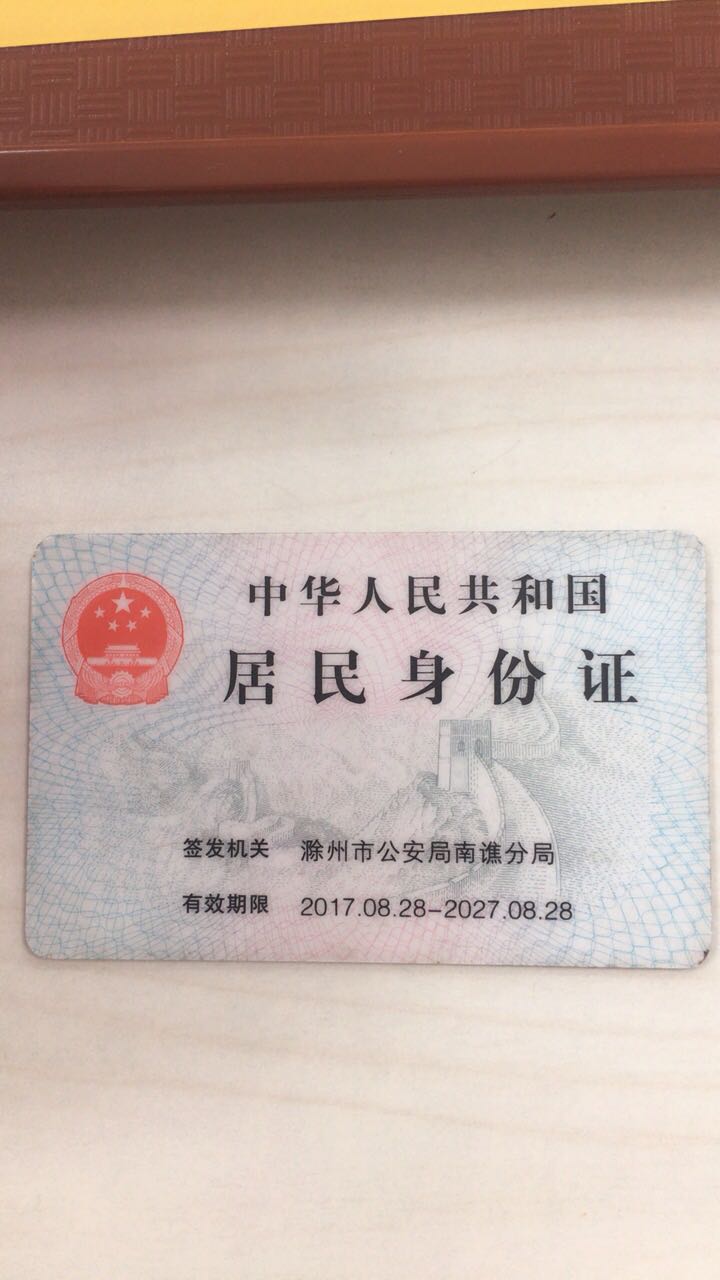 中华人民共和国
居民身份证
签发机关 滁州市公安局南谯分局
有效期限 2017.08.28-2027.08.28